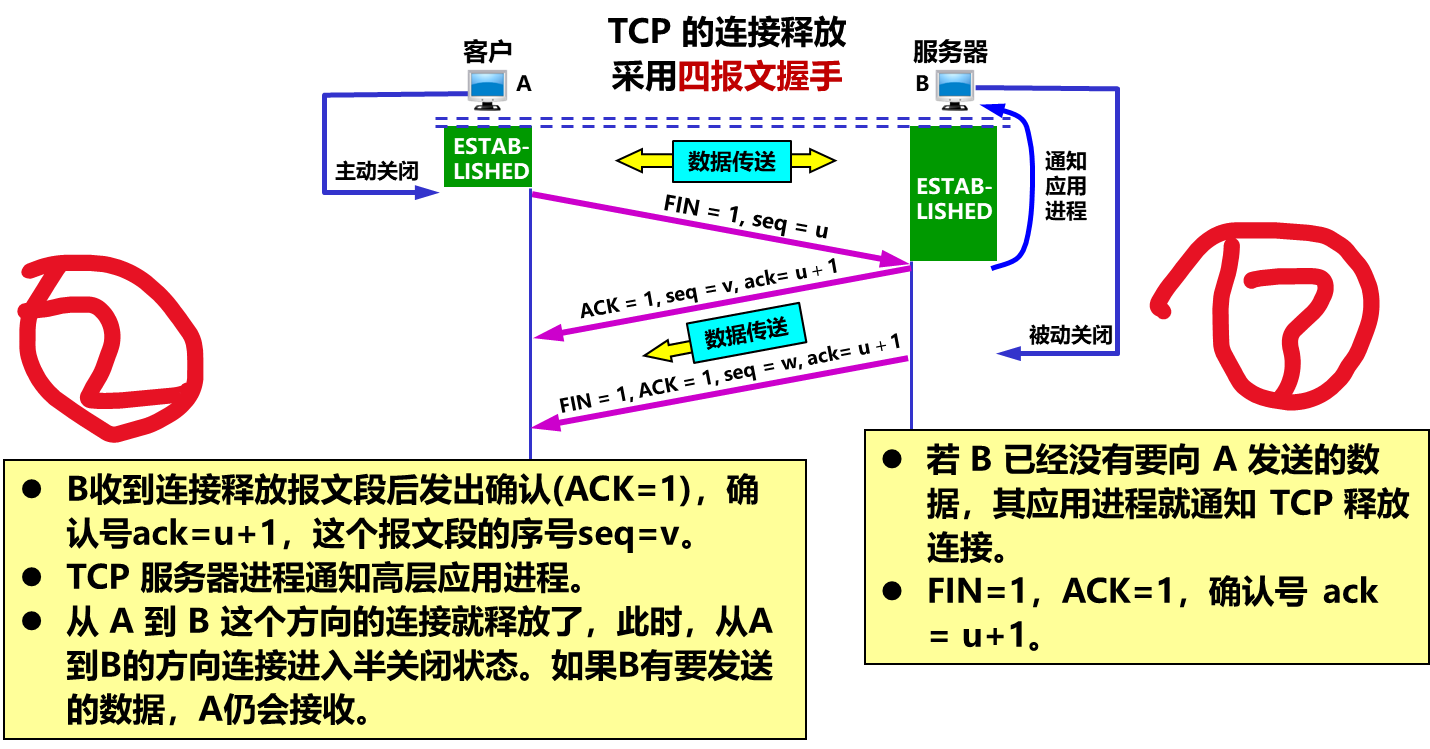 TCP 的连接释放
采用四报文握手
客户
A
服务器
B
ESTAB-
LISHED
数据传送
ESTAB-
LISHED
通知
应用
进程
主动关闭
FIN = 1, seq = u
ACK = 1, seq = v, ack= u + 1
数据传送
被动关闭
FIN = 1, ACK = 1, seq = w, ack= u + 1
2
● B收到连接释放报文段后发出确认(ACK=1)，确
认号ack=u+1，这个报文段的序号seq=v。
● TCP 服务器进程通知高层应用进程。
● 从 A 到 B 这个方向的连接就释放了，此时，从A
到B的方向连接进入半关闭状态。如果B有要发送
的数据，A仍会接收。
● 若 B 已经没有要向 A 发送的数
据，其应用进程就通知 TCP 释放
连接。
● FIN=1，ACK=1，确认号 ack
= u+1。